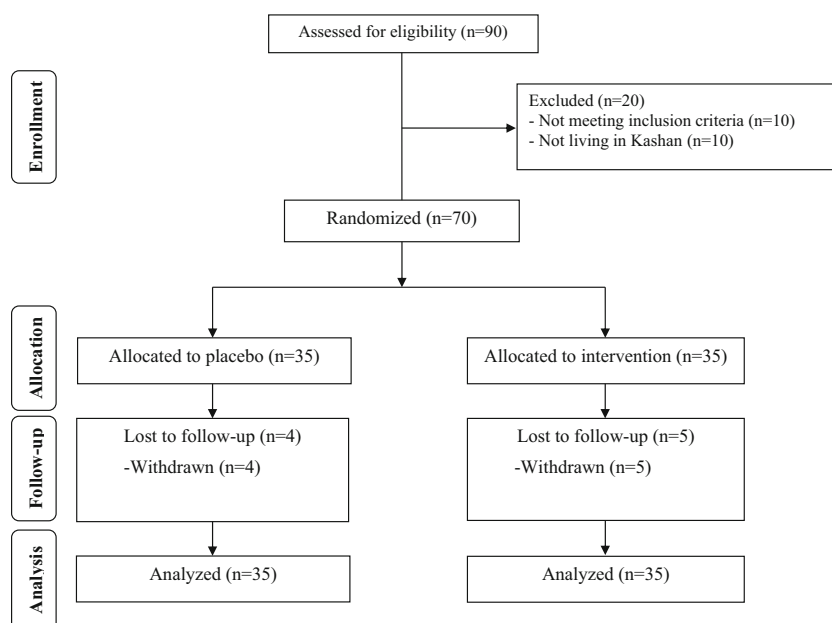 Assessed for eligibility (n=90)
Enrollment
Excluded (n=20)
- Not meeting inclusion criteria (n=10)
- Not living in Kashan (n=10)
Randomized (n=70)
Allocation
Allocated to placebo (n=35)
Allocated to intervention (n=35)
Follow-up
Lost to follow-up (n=4)
-Withdrawn (n=4)
Lost to follow-up (n=5)
-Withdrawn (n=5)
Analysis
Analyzed (n=35)
Analyzed (n=35)